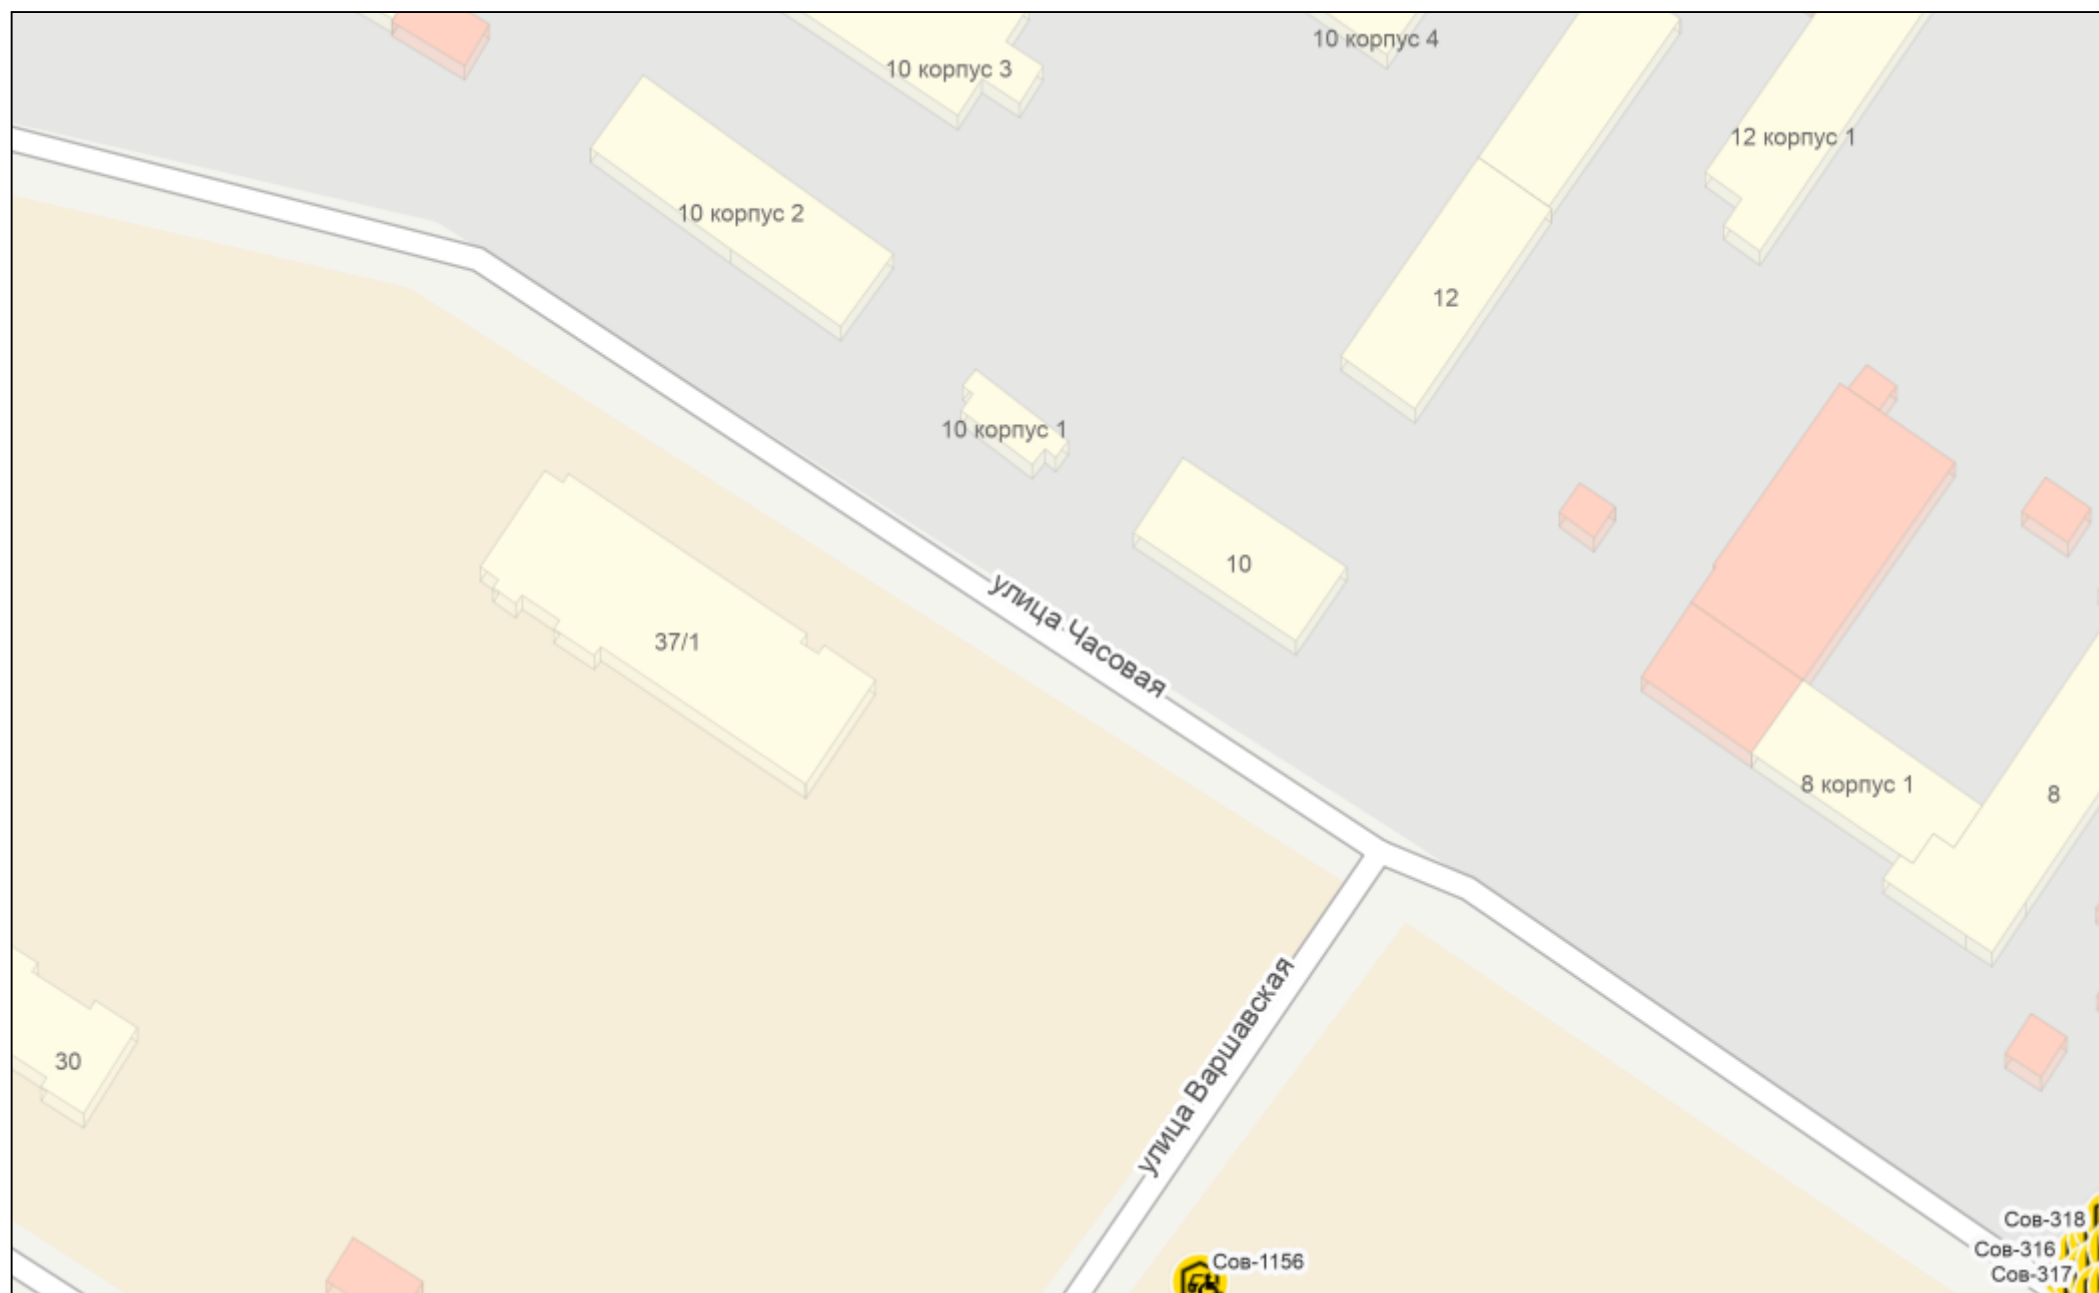 10 корпус 4
10 корпус 3
12 корпус 1
10 корпус 2
12
10 корпус 1
10
улица Часовая
37/1
8 корпус 1
8
улица Варшавская
30
Сов-318
Сов-316
Сов-1156
Сов-317